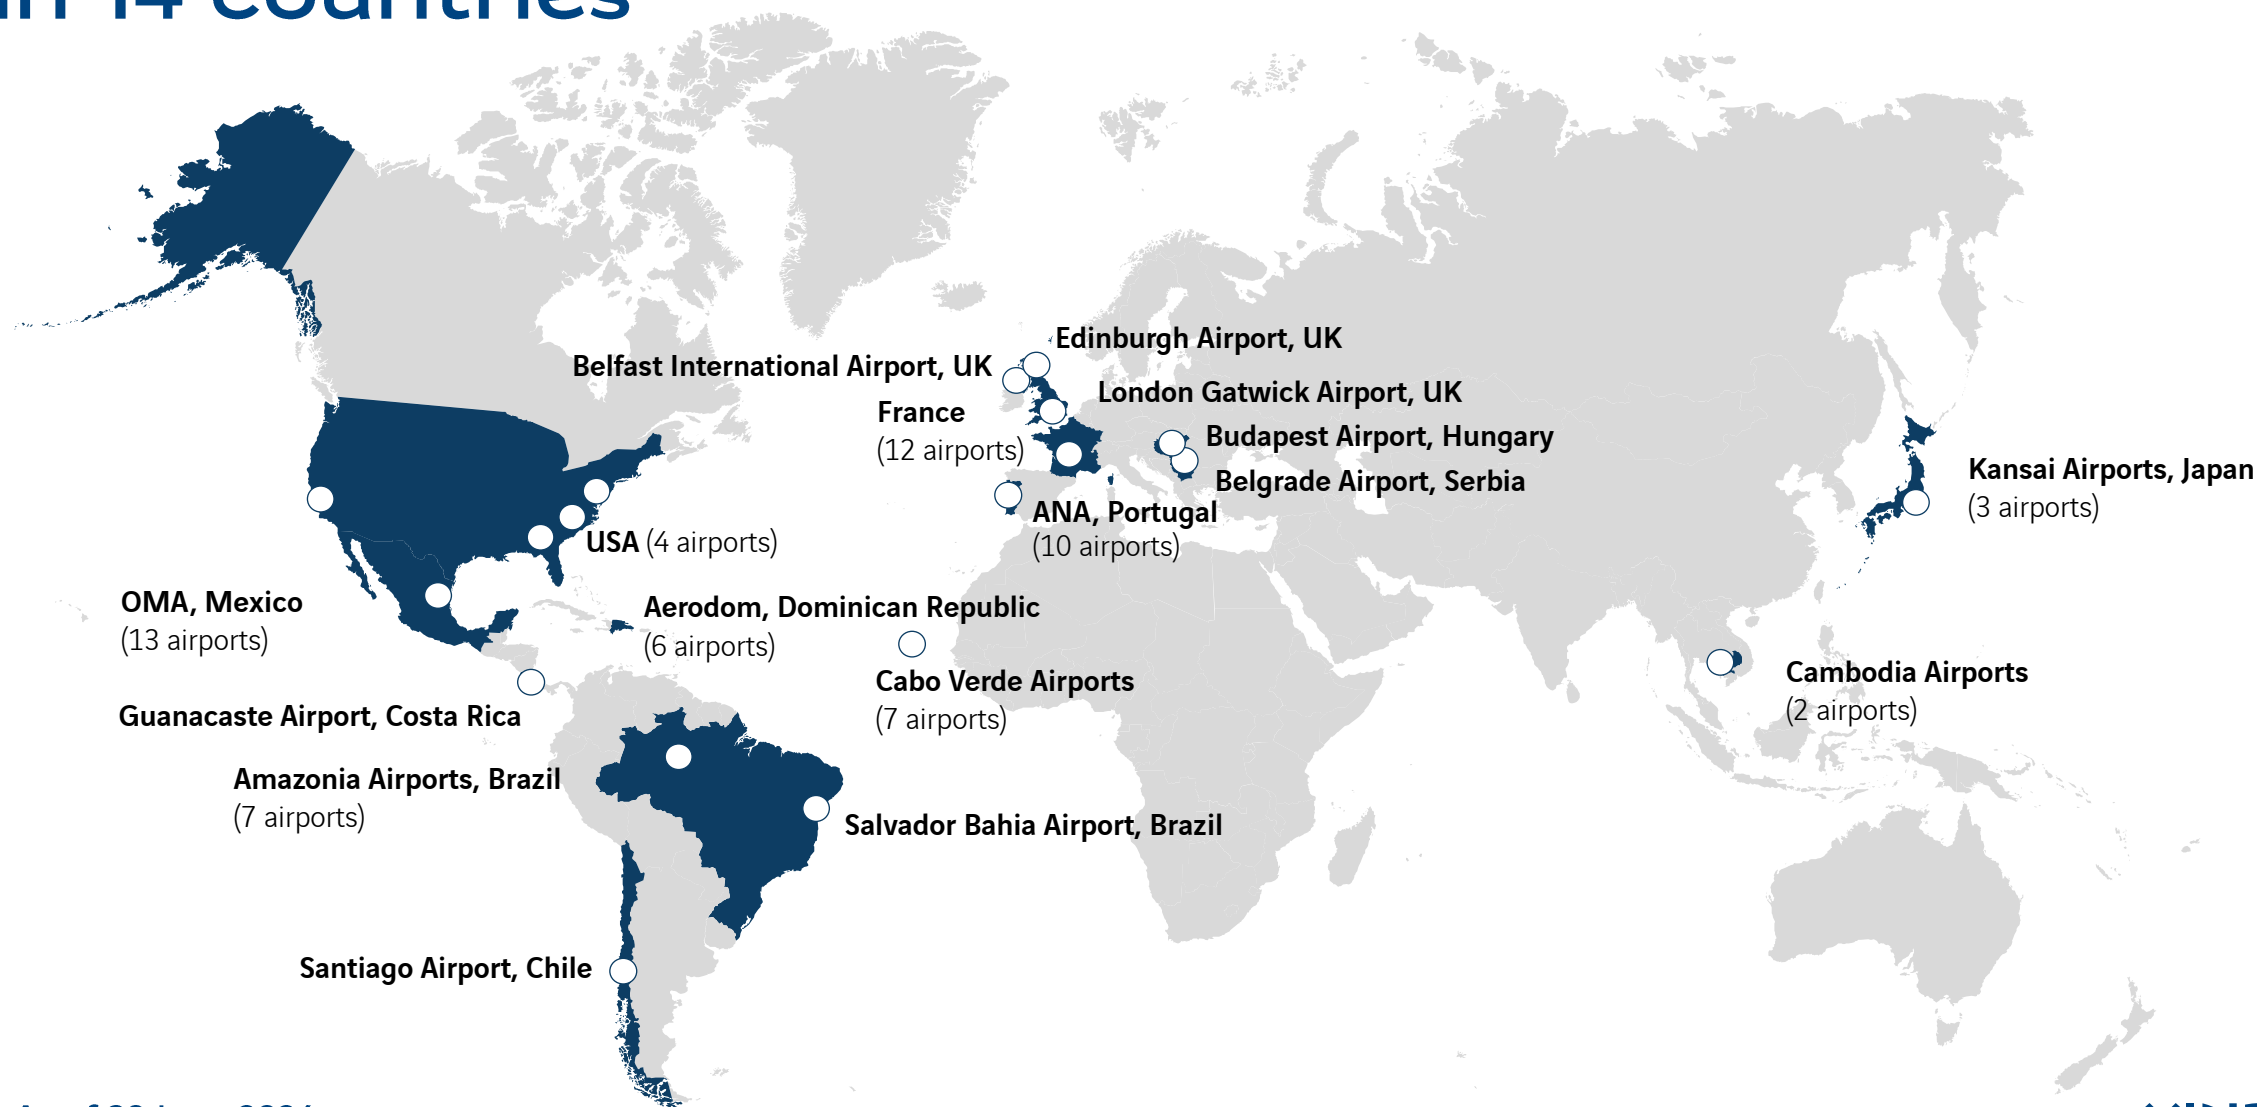 in 14 countries
Edinburgh Airport, UK
Belfast International Airport, UK
London Gatwick Airport, UK
France
(12 airports)
Budapest Airport, Hungary
Belgrade Airport, Serbia
Kansai Airports, Japan
(3 airports)
ANA, Portugal
(10 airports)
USA (4 airports)
OMA, Mexico
(13 airports)
Aerodom, Dominican Republic
(6 airports)
Cabo Verde Airports
(7 airports)
Cambodia Airports
(2 airports)
Guanacaste Airport, Costa Rica
Amazonia Airports, Brazil
(7 airports)
Salvador Bahia Airport, Brazil
Santiago Airport, Chile